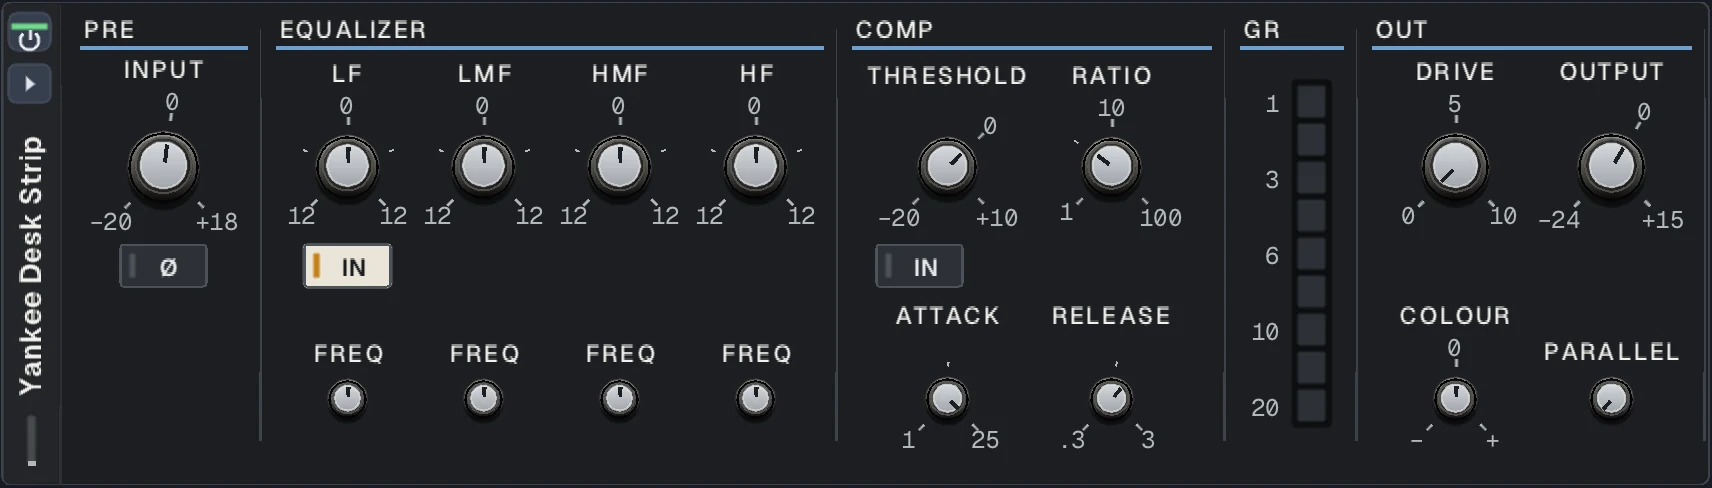 Yankee Desk Strip
PRE
INPUT
0
-20 +18
Ø
EQUALIZER
LF LMF HMF HF
0 0 0 0
12 12 12 12 12 12 12 12
IN
FREQ FREQ FREQ FREQ
COMP
THRESHOLD RATIO
0 10
-20 +10 1 100
IN
ATTACK RELEASE
1 25 .3 3
GR
1
3
6
10
20
OUT
DRIVE OUTPUT
5 0
0 10 -24 +15
COLOUR PARALLEL
0
- +